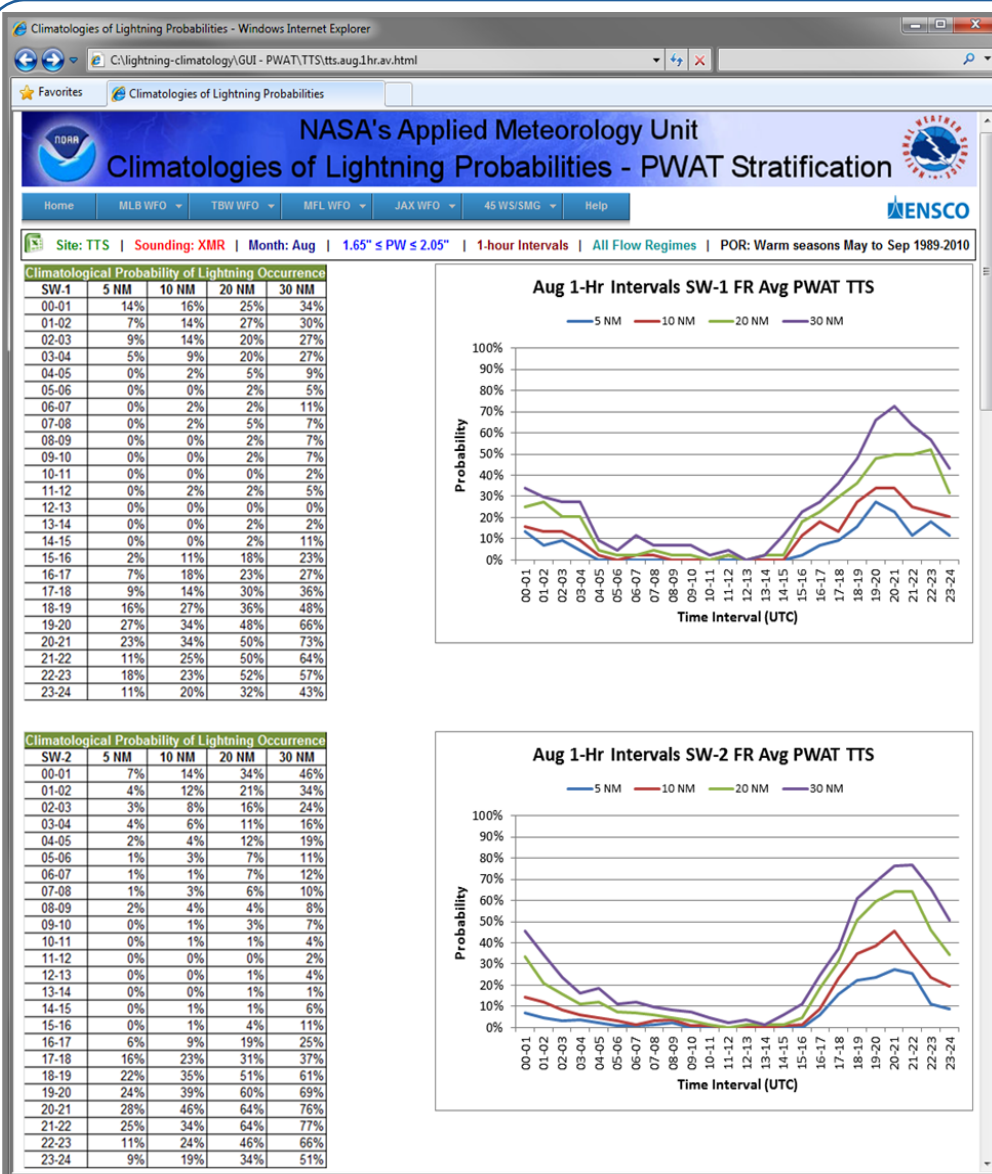 Climatologies of Lightning Probabilities - Windows Internet Explorer
C:\lightning-climatology\GUI - PWAT\TTS\tts.aug.1hr.av.html
Favorites Climatologies of Lightning Probabilities
NOAA
NASA's Applied Meteorology Unit
Climatologies of Lightning Probabilities - PWAT Stratification
Home MLB WFO TBW WFO MFL WFO JAX WFO 45 WS/SMG Help
ENSCO
Site: TTS | Sounding: XMR | Month: Aug | 1.65" ≤ PW ≤ 2.05" | 1-hour Intervals | All Flow Regimes | POR: Warm seasons May to Sep 1989-2010
Climatological Probability of Lightning Occurrence
SW-1 5 NM 10 NM 20 NM 30 NM
00-01 14% 16% 25% 34%
01-02 7% 14% 27% 30%
02-03 9% 14% 20% 27%
03-04 5% 9% 20% 27%
04-05 0% 2% 5% 9%
05-06 0% 0% 2% 5%
06-07 0% 2% 2% 11%
07-08 0% 2% 5% 7%
08-09 0% 0% 2% 7%
09-10 0% 0% 2% 7%
10-11 0% 0% 0% 2%
11-12 0% 2% 2% 5%
12-13 0% 0% 0% 0%
13-14 0% 0% 2% 2%
14-15 0% 0% 2% 11%
15-16 2% 11% 18% 23%
16-17 7% 18% 23% 27%
17-18 9% 14% 30% 36%
18-19 16% 27% 36% 48%
19-20 27% 34% 48% 66%
20-21 23% 34% 50% 73%
21-22 11% 25% 50% 64%
22-23 18% 23% 52% 57%
23-24 11% 20% 32% 43%
Aug 1-Hr Intervals SW-1 FR Avg PWAT TTS
5 NM 10 NM 20 NM 30 NM
100%
90%
80%
70%
60%
50%
40%
30%
20%
10%
0%
Probability
00-01 01-02 02-03 03-04 04-05 05-06 06-07 07-08 08-09 09-10 10-11 11-12 12-13 13-14 14-15 15-16 16-17 17-18 18-19 19-20 20-21 21-22 22-23 23-24
Time Interval (UTC)
Climatological Probability of Lightning Occurrence
SW-2 5 NM 10 NM 20 NM 30 NM
00-01 7% 14% 34% 46%
01-02 4% 12% 21% 34%
02-03 3% 8% 16% 24%
03-04 4% 6% 11% 16%
04-05 2% 4% 12% 19%
05-06 1% 3% 7% 11%
06-07 1% 1% 7% 12%
07-08 1% 3% 6% 10%
08-09 2% 4% 4% 8%
09-10 0% 1% 3% 7%
10-11 0% 1% 1% 4%
11-12 0% 0% 0% 2%
12-13 0% 0% 1% 4%
13-14 0% 0% 1% 1%
14-15 0% 1% 1% 6%
15-16 0% 1% 4% 11%
16-17 6% 9% 19% 25%
17-18 16% 23% 31% 37%
18-19 22% 35% 51% 61%
19-20 24% 39% 60% 69%
20-21 28% 46% 64% 76%
21-22 25% 34% 64% 77%
22-23 11% 24% 46% 66%
23-24 9% 19% 34% 51%
Aug 1-Hr Intervals SW-2 FR Avg PWAT TTS
5 NM 10 NM 20 NM 30 NM
100%
90%
80%
70%
60%
50%
40%
30%
20%
10%
0%
Probability
00-01 01-02 02-03 03-04 04-05 05-06 06-07 07-08 08-09 09-10 10-11 11-12 12-13 13-14 14-15 15-16 16-17 17-18 18-19 19-20 20-21 21-22 22-23 23-24
Time Interval (UTC)